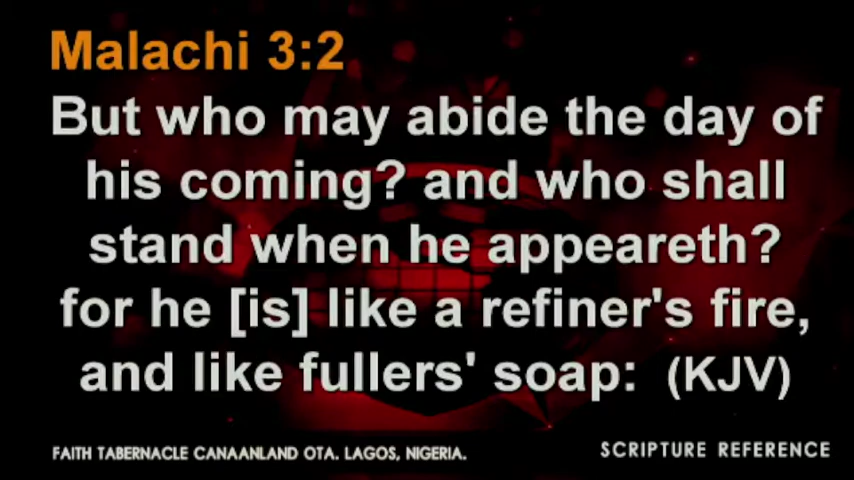 Malachi 3:2
But who may abide the day of
his coming? and who shall
stand when he appeareth?
for he [is] like a refiner's fire,
and like fullers' soap: (KJV)
FAITH TABERNACLE CANAANLAND OTA. LAGOS, NIGERIA.
SCRIPTURE REFERENCE